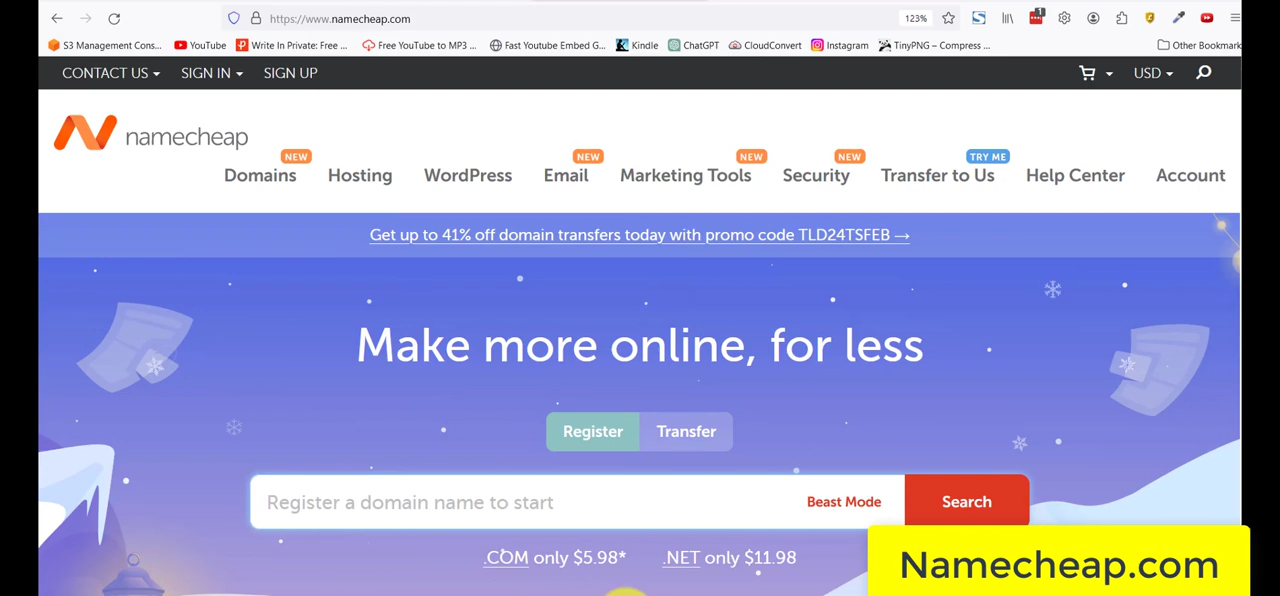 https://www.namecheap.com
123%
1
S3 Management Cons...
YouTube
Write In Private: Free ...
Free YouTube to MP3 ...
Fast Youtube Embed G...
Kindle
ChatGPT
CloudConvert
Instagram
TinyPNG – Compress ...
Other Bookmark
CONTACT US
SIGN IN
SIGN UP
USD
namecheap
NEW
NEW
NEW
NEW
TRY ME
Domains
Hosting
WordPress
Email
Marketing Tools
Security
Transfer to Us
Help Center
Account
Get up to 41% off domain transfers today with promo code TLD24TSFEB →
Make more online, for less
Register
Transfer
Register a domain name to start
Beast Mode
Search
.COM only $5.98*
.NET only $11.98
Namecheap.com